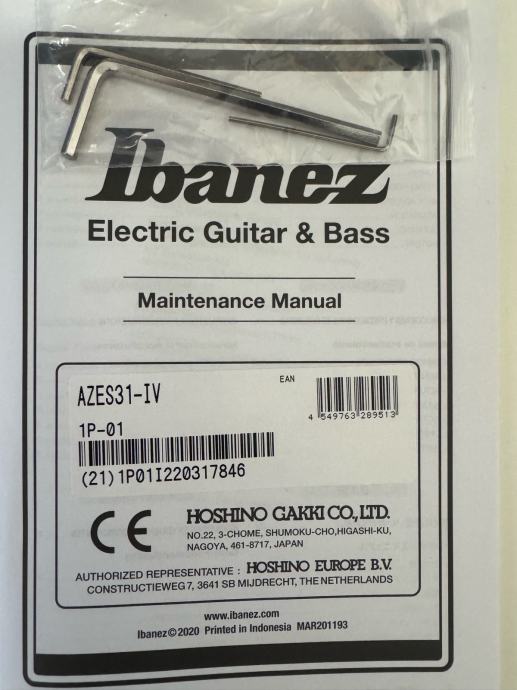 Ibanez
Electric Guitar & Bass
Maintenance Manual
AZES31-IV
EAN
4 549763 289513
1P-01
(21)1P01I220317846
CE
HOSHINO GAKKI CO., LTD.
NO.22, 3-CHOME, SHUMOKU-CHO,HIGASHI-KU,
NAGOYA, 461-8717, JAPAN
AUTHORIZED REPRESENTATIVE : HOSHINO EUROPE B.V.
CONSTRUCTIEWEG 7, 3641 SB MIJDRECHT, THE NETHERLANDS
www.ibanez.com
Ibanez©2020 Printed in Indonesia MAR201193